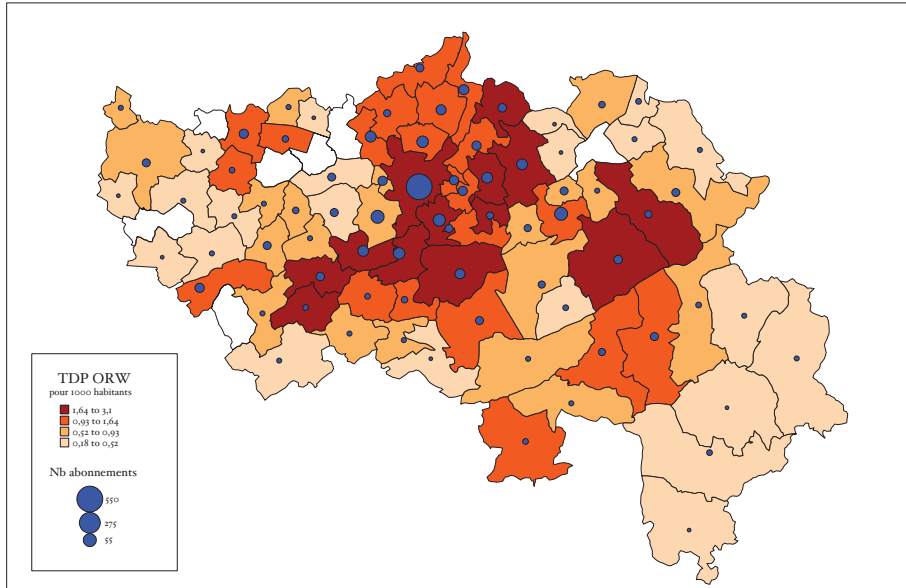 TDP ORW
pour 1000 habitants
1,64 to 3,1
0,93 to 1,64
0,52 to 0,93
0,18 to 0,52
Nb abonnements
550
275
55